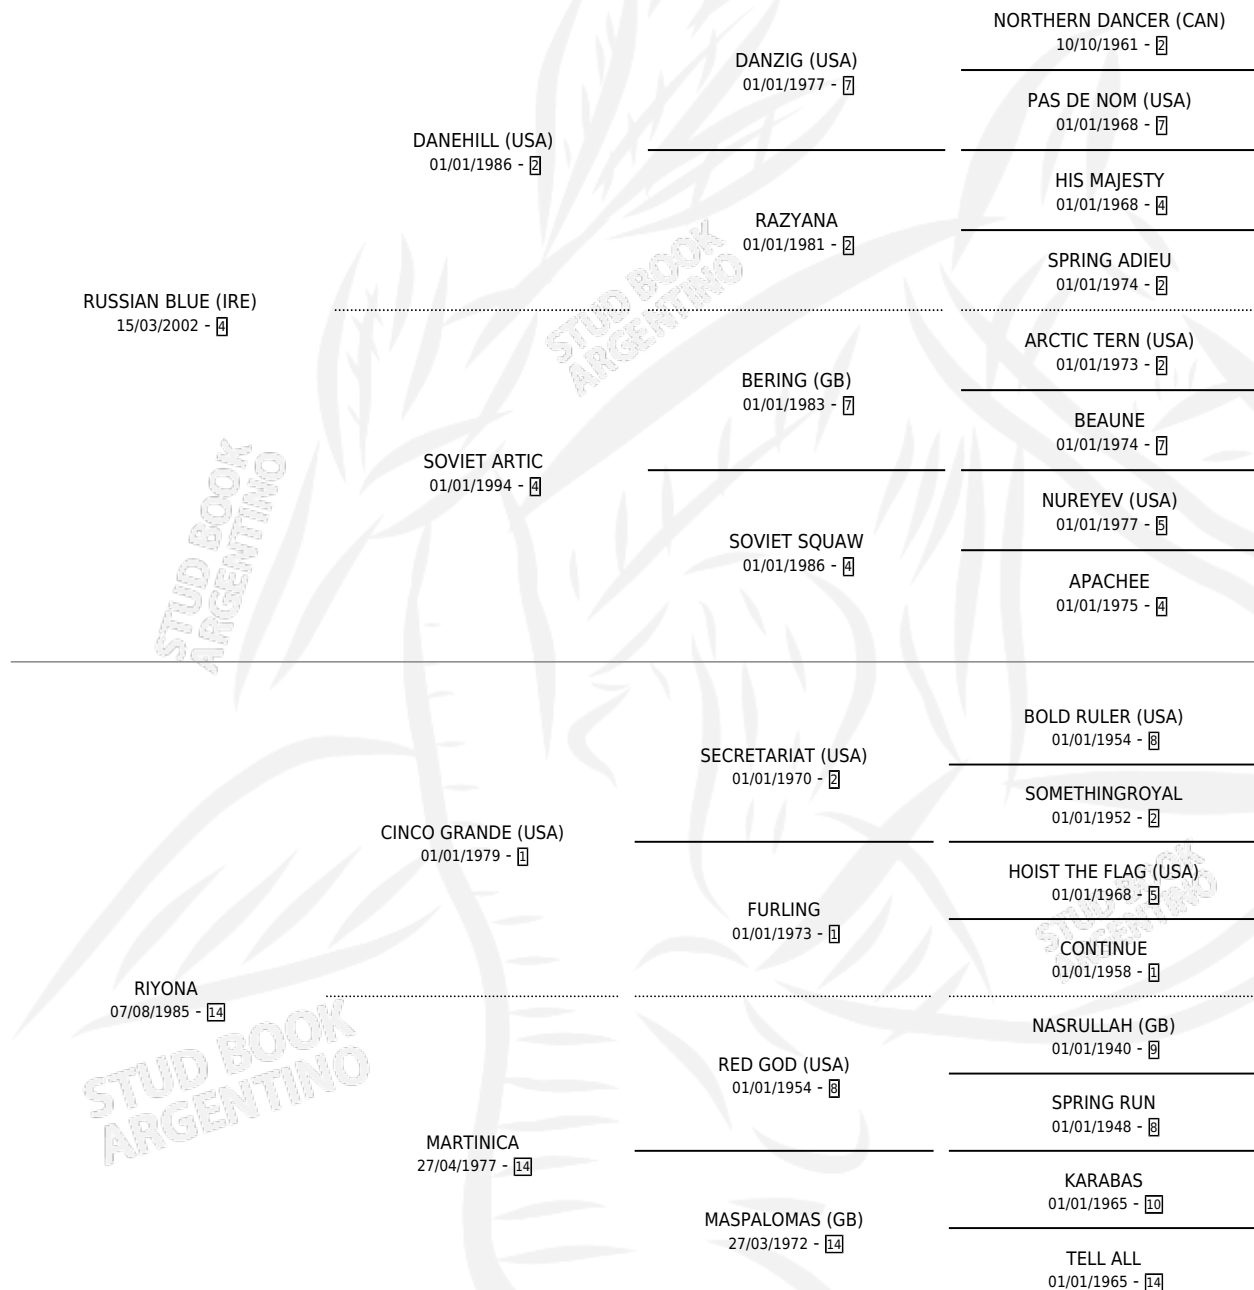 NORTHERN DANCER (CAN)
10/10/1961 - 2
DANZIG (USA)
01/01/1977 - 7
PAS DE NOM (USA)
01/01/1968 - 7
DANEHILL (USA)
01/01/1986 - 2
HIS MAJESTY
01/01/1968 - 4
RAZYANA
01/01/1981 - 2
SPRING ADIEU
01/01/1974 - 2
RUSSIAN BLUE (IRE)
15/03/2002 - 4
STUD BOOK
ARGENTINO
ARCTIC TERN (USA)
01/01/1973 - 2
BERING (GB)
01/01/1983 - 7
BEAUNE
01/01/1974 - 7
SOVIET ARTIC
01/01/1994 - 4
NUREYEV (USA)
01/01/1977 - 5
SOVIET SQUAW
01/01/1986 - 4
APACHEE
01/01/1975 - 4
STUD BOOK
ARGENTINO
BOLD RULER (USA)
01/01/1954 - 8
SECRETARIAT (USA)
01/01/1970 - 2
SOMETHINGROYAL
01/01/1952 - 2
CINCO GRANDE (USA)
01/01/1979 - 1
HOIST THE FLAG (USA)
01/01/1968 - 5
STUD BOOK
ARGENTINO
FURLING
01/01/1973 - 1
CONTINUE
01/01/1958 - 1
RIYONA
07/08/1985 - 14
STUD BOOK
ARGENTINO
NASRULLAH (GB)
01/01/1940 - 9
RED GOD (USA)
01/01/1954 - 8
SPRING RUN
01/01/1948 - 8
MARTINICA
27/04/1977 - 14
KARABAS
01/01/1965 - 10
MASPALOMAS (GB)
27/03/1972 - 14
TELL ALL
01/01/1965 - 14